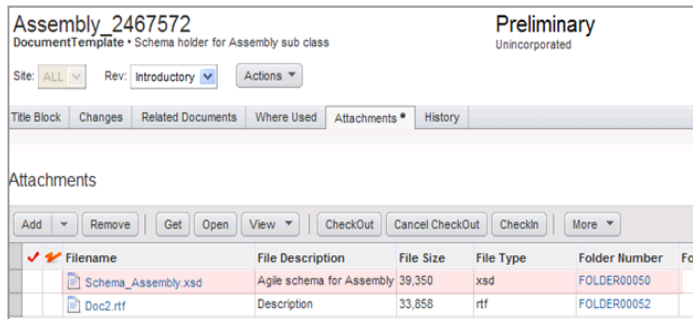 Assembly_2467572 Preliminary
DocumentTemplate • Schema holder for Assembly sub class Unincorporated
Site: ALL Rev: Introductory Actions
Title Block Changes Related Documents Where Used Attachments • History
Attachments
Add Remove Get Open View CheckOut Cancel CheckOut CheckIn More
Filename File Description File Size File Type Folder Number Fo
Schema_Assembly.xsd Agile schema for Assembly 39,350 xsd FOLDER00050
Doc2.rtf Description 33,858 rtf FOLDER00052